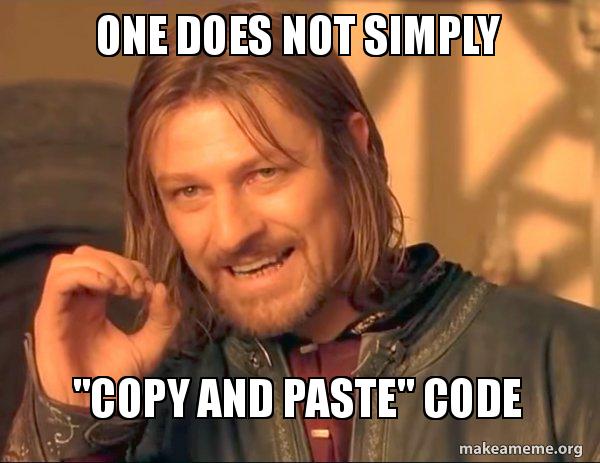 ONE DOES NOT SIMPLY
"COPY AND PASTE" CODE
makeameme.org